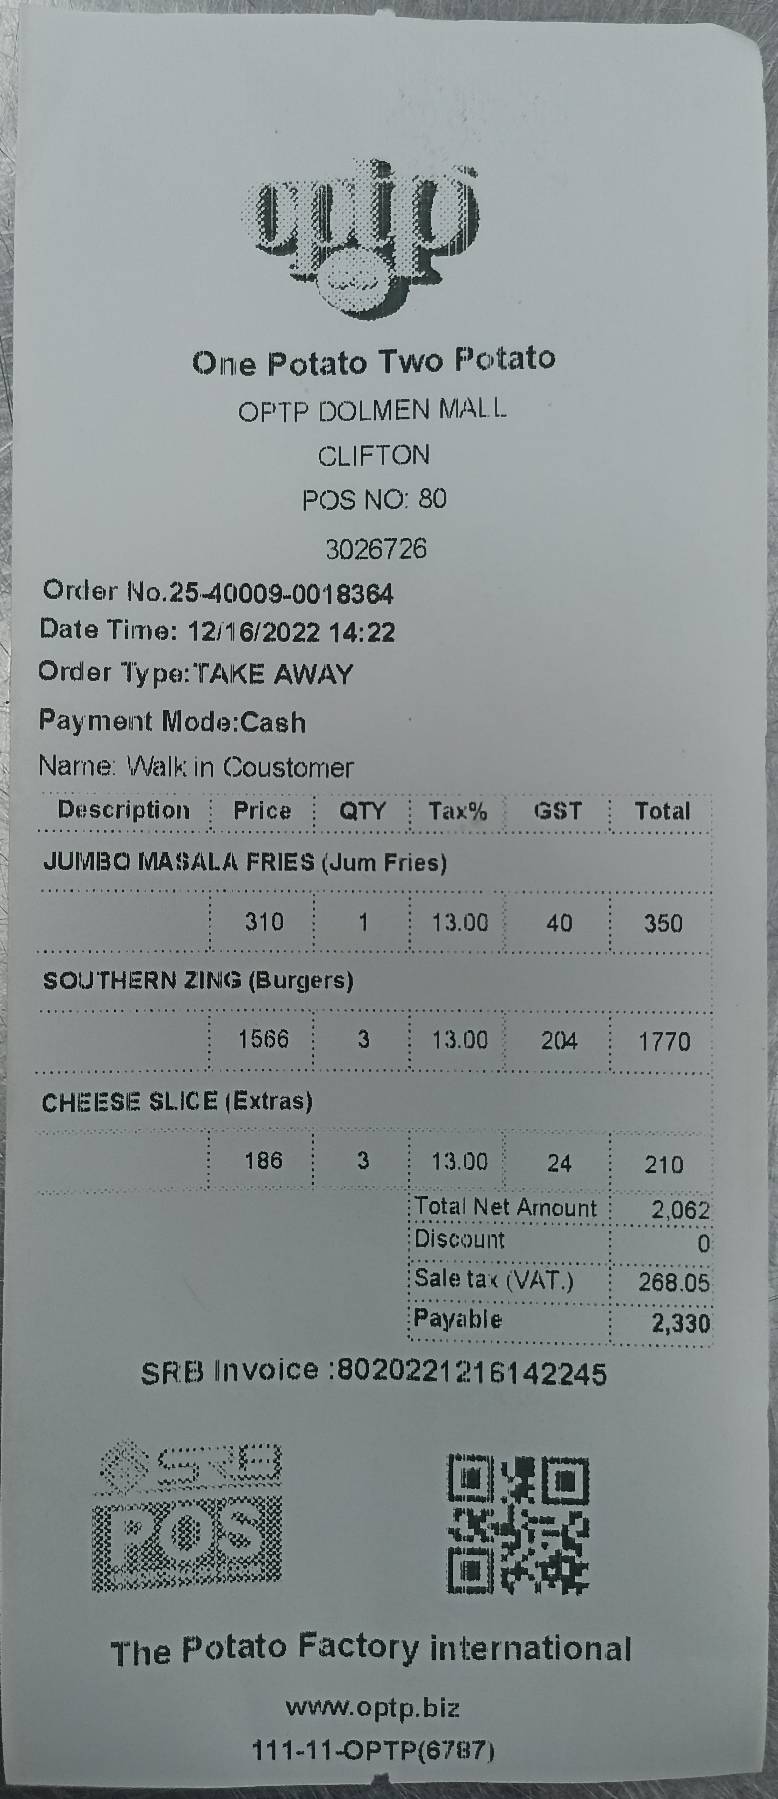 optp
One Potato Two Potato
OPTP DOLMEN MALL
CLIFTON
POS NO: 80
3026726
Order No.25-40009-0018364
Date Time: 12/16/2022 14:22
Order Type:TAKE AWAY
Payment Mode:Cash
Name: Walk in Coustomer
Description Price QTY Tax% GST Total
JUMBO MASALA FRIES (Jum Fries)
310 1 13.00 40 350
SOUTHERN ZING (Burgers)
1566 3 13.00 204 1770
CHEESE SLICE (Extras)
186 3 13.00 24 210
Total Net Amount 2,062
Discount 0
Sale tax (VAT.) 268.05
Payable 2,330
SRB Invoice :8020221216142245
SRB
POS
The Potato Factory international
www.optp.biz
111-11-OPTP(6787)